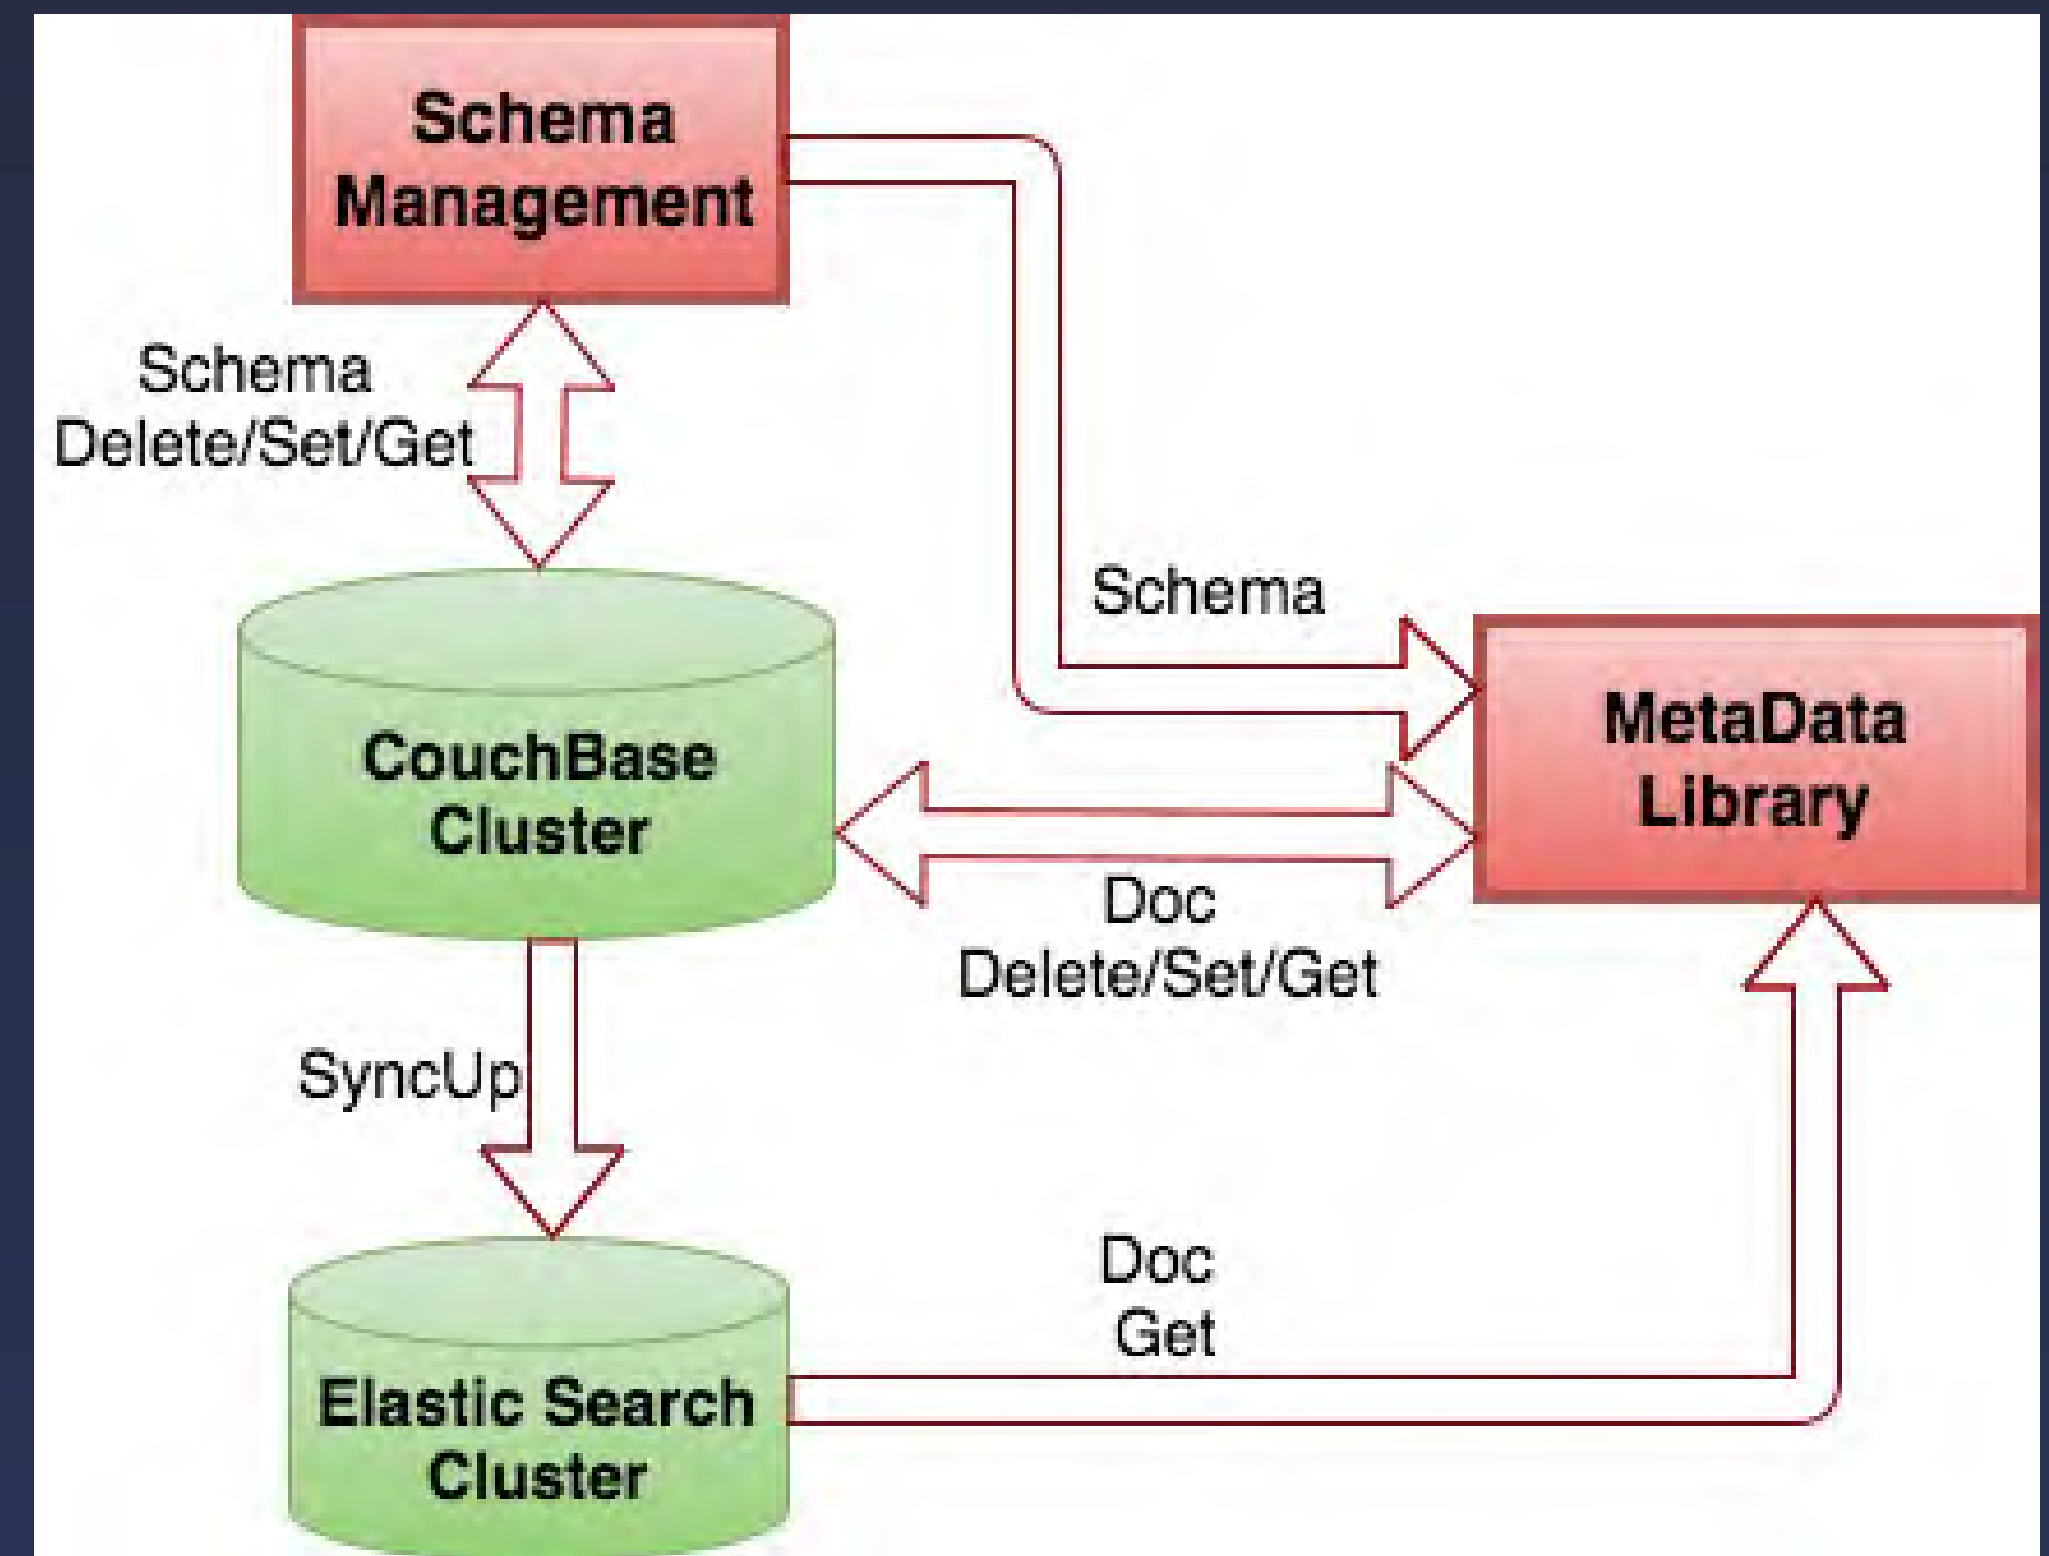 Schema
Management
Schema
Delete/Set/Get
Schema
CouchBase
Cluster
MetaData
Library
Doc
Delete/Set/Get
SyncUp
Doc
Get
Elastic Search
Cluster